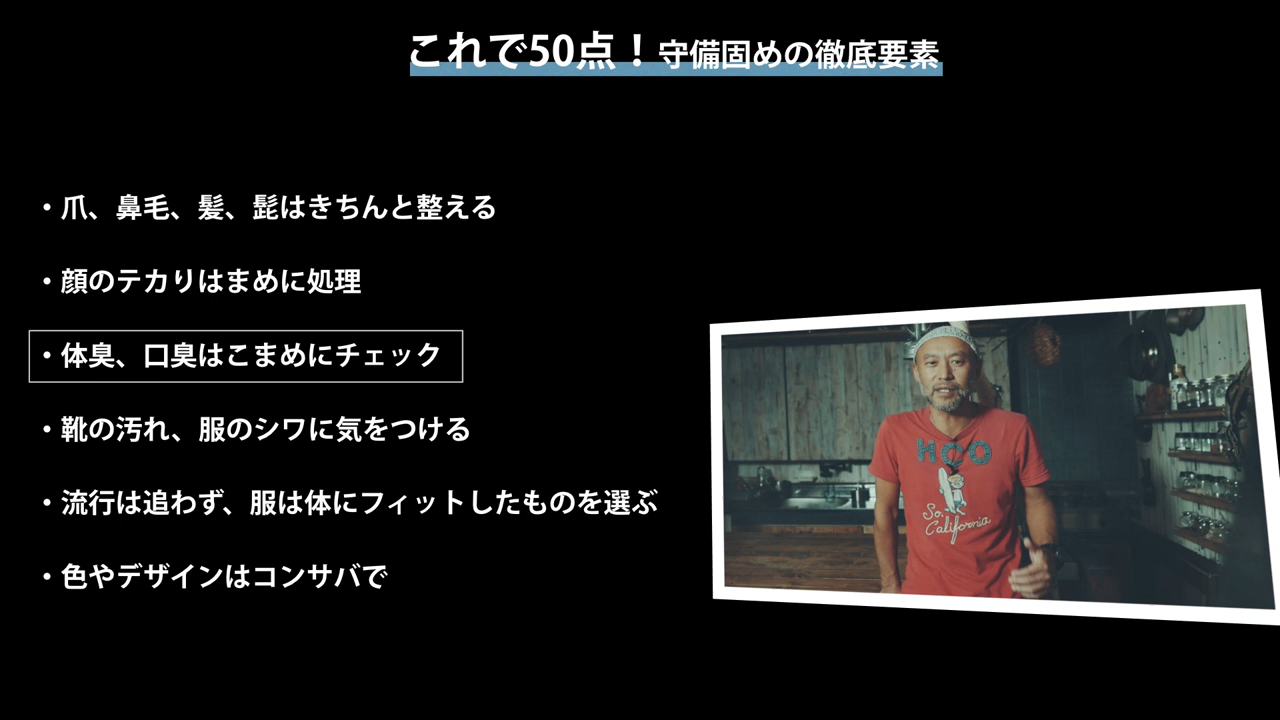 これで50点！守備固めの徹底要素
・爪、鼻毛、髪、髭はきちんと整える
・顔のテカリはまめに処理
・体臭、口臭はこまめにチェック
・靴の汚れ、服のシワに気をつける
・流行は追わず、服は体にフィットしたものを選ぶ
・色やデザインはコンサバで
HCO
So.
California